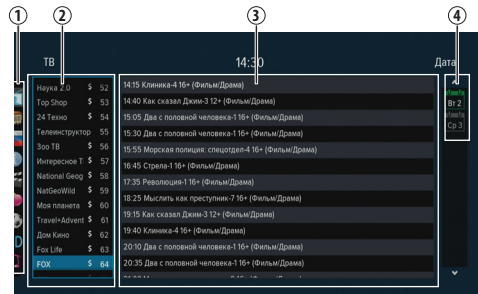 1 2 3 4
ТВ 14:30 Дата
Наука 2.0 $ 52
Top Shop $ 53
24 Техно $ 54
Телеинструктор 55
Зоо ТВ $ 56
Интересное Т $ 57
National Geog $ 58
NatGeoWild $ 59
Моя планета $ 60
Travel+Advent $ 61
Дом Кино $ 62
Fox Life $ 63
FOX $ 64
14:15 Клиника-4 16+ (Фильм/Драма)
14:40 Как сказал Джим-3 12+ (Фильм/Драма)
15:05 Два с половиной человека-1 16+ (Фильм/Драма)
15:30 Два с половиной человека-1 16+ (Фильм/Драма)
15:55 Морская полиция: спецотдел-4 16+ (Фильм/Драма)
16:45 Стрела-1 16+ (Фильм/Драма)
17:35 Революция-1 16+ (Фильм/Драма)
18:25 Мыслить как преступник-7 16+ (Фильм/Драма)
19:15 Как сказал Джим-3 12+ (Фильм/Драма)
19:40 Клиника-4 16+ (Фильм/Драма)
20:10 Два с половиной человека-1 16+ (Фильм/Драма)
20:35 Два с половиной человека-1 16+ (Фильм/Драма)
Вт 2
Ср 3